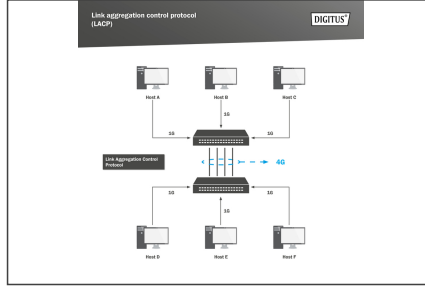 Link aggregation control protocol
(LACP)
DIGITUS®
Host A
Host B
Host C
1G
1G
1G
Link Aggregation Control
Protocol
4G
1G
1G
1G
Host D
Host E
Host F